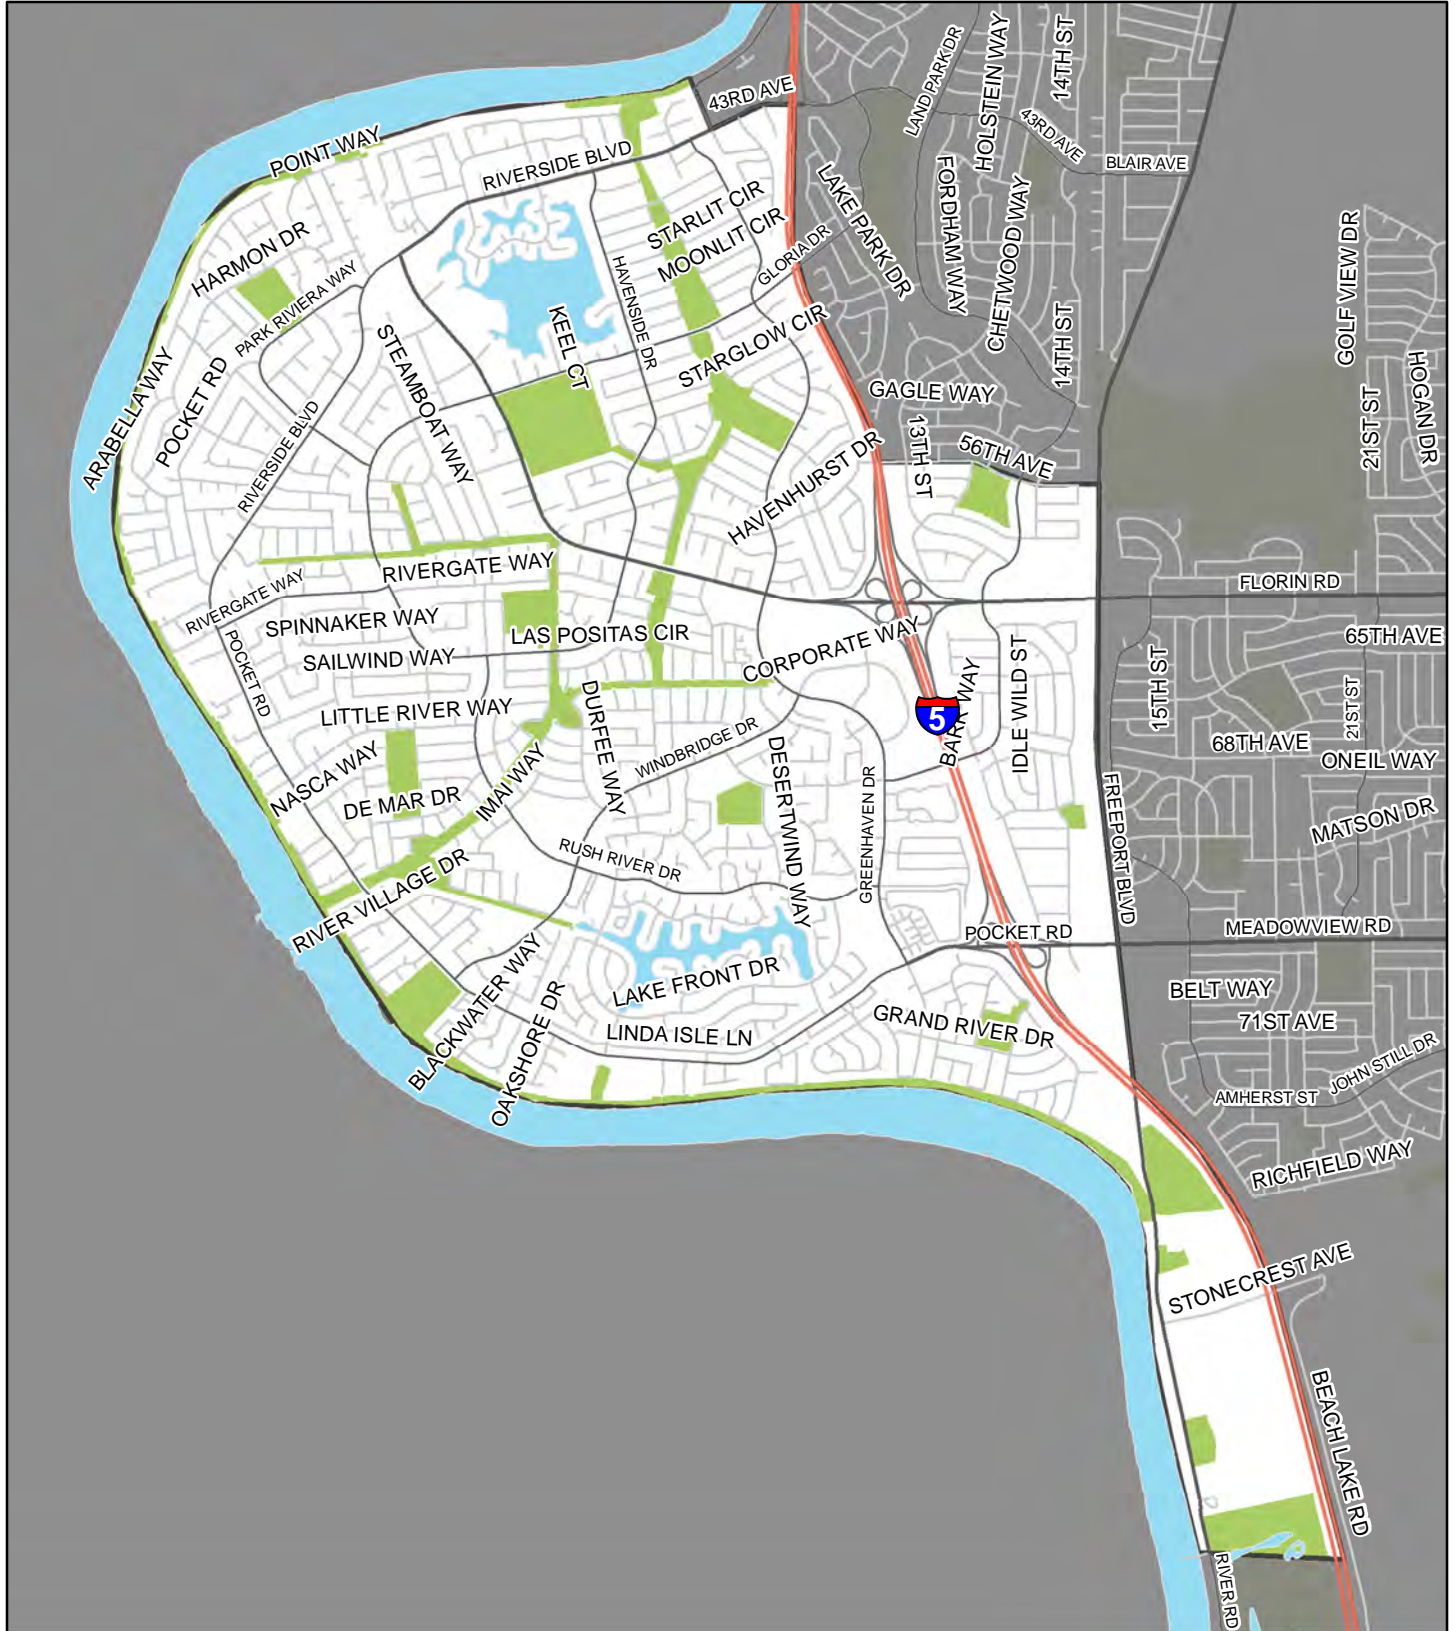 LAND PARK DR
HOLSTEIN WAY
14TH ST
43RD AVE
43RD AVE
BLAIR AVE
POINT WAY
RIVERSIDE BLVD
STARLIT CIR
MOONLIT CIR
GLORIA DR
LAKE PARK DR
FORDHAM WAY
CHETWOOD WAY
GOLF VIEW DR
HARMON DR
PARK RIVIERA WAY
HAVENSIDE DR
KEEL CT
STARGLOW CIR
14TH ST
STEAMBOAT WAY
ARABELLA WAY
POCKET RD
GAGLE WAY
21ST ST
HOGAN DR
RIVERSIDE BLVD
13TH ST
56TH AVE
HAVENHURST DR
RIVERGATE WAY
RIVERGATE WAY
FLORIN RD
SPINNAKER WAY
LAS POSITAS CIR
65TH AVE
CORPORATE WAY
SAILWIND WAY
POCKET RD
15TH ST
IDLE WILD ST
BARR WAY
5
21ST ST
LITTLE RIVER WAY
DURFEE WAY
WINDBRIDGE DR
68TH AVE
ONEIL WAY
NASCA WAY
DESERTWIND WAY
GREENHAVEN DR
DE MAR DR
IMAI WAY
MATSON DR
FREEPORT BLVD
RUSH RIVER DR
RIVER VILLAGE DR
POCKET RD
MEADOWVIEW RD
LAKE FRONT DR
BELT WAY
BLACKWATER WAY
OAKSHORE DR
LINDA ISLE LN
GRAND RIVER DR
71ST AVE
JOHN STILL DR
AMHERST ST
RICHFIELD WAY
STONECREST AVE
BEACH LAKE RD
RIVER RD